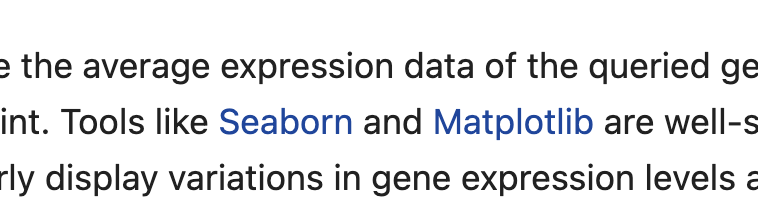 e the average expression data of the queried ge
int. Tools like Seaborn and Matplotlib are well-s
rly display variations in gene expression levels a